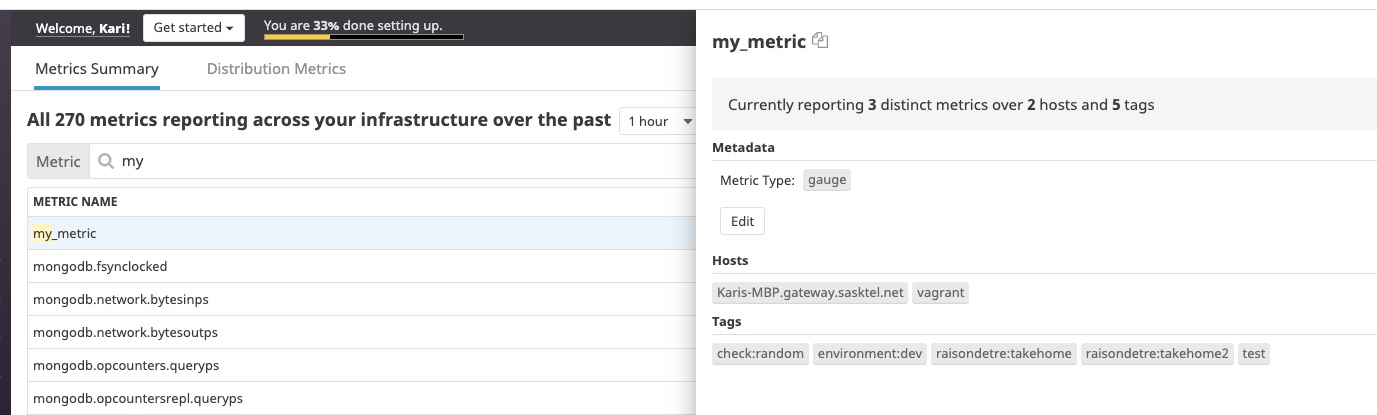 Welcome, Kari!
Get started
You are 33% done setting up.
Metrics Summary
Distribution Metrics
All 270 metrics reporting across your infrastructure over the past
1 hour
Metric
my
METRIC NAME
my_metric
mongodb.fsynclocked
mongodb.network.bytesinps
mongodb.network.bytesoutps
mongodb.opcounters.queryps
mongodb.opcountersrepl.queryps
my_metric
Currently reporting 3 distinct metrics over 2 hosts and 5 tags
Metadata
Metric Type: gauge
Edit
Hosts
Karis-MBP.gateway.sasktel.net vagrant
Tags
check:random environment:dev raisondetre:takehome raisondetre:takehome2 test